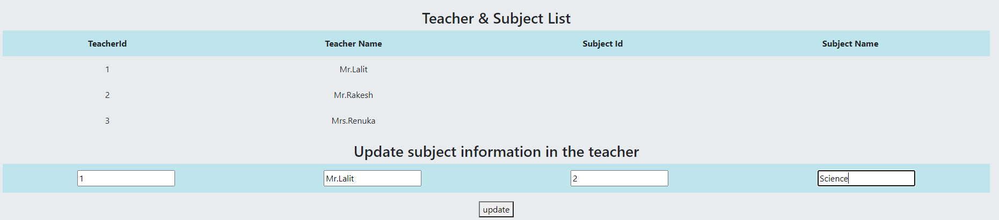 Teacher & Subject List
TeacherId Teacher Name Subject Id Subject Name
1 Mr.Lalit
2 Mr.Rakesh
3 Mrs.Renuka
Update subject information in the teacher
1 Mr.Lalit 2 Science
update